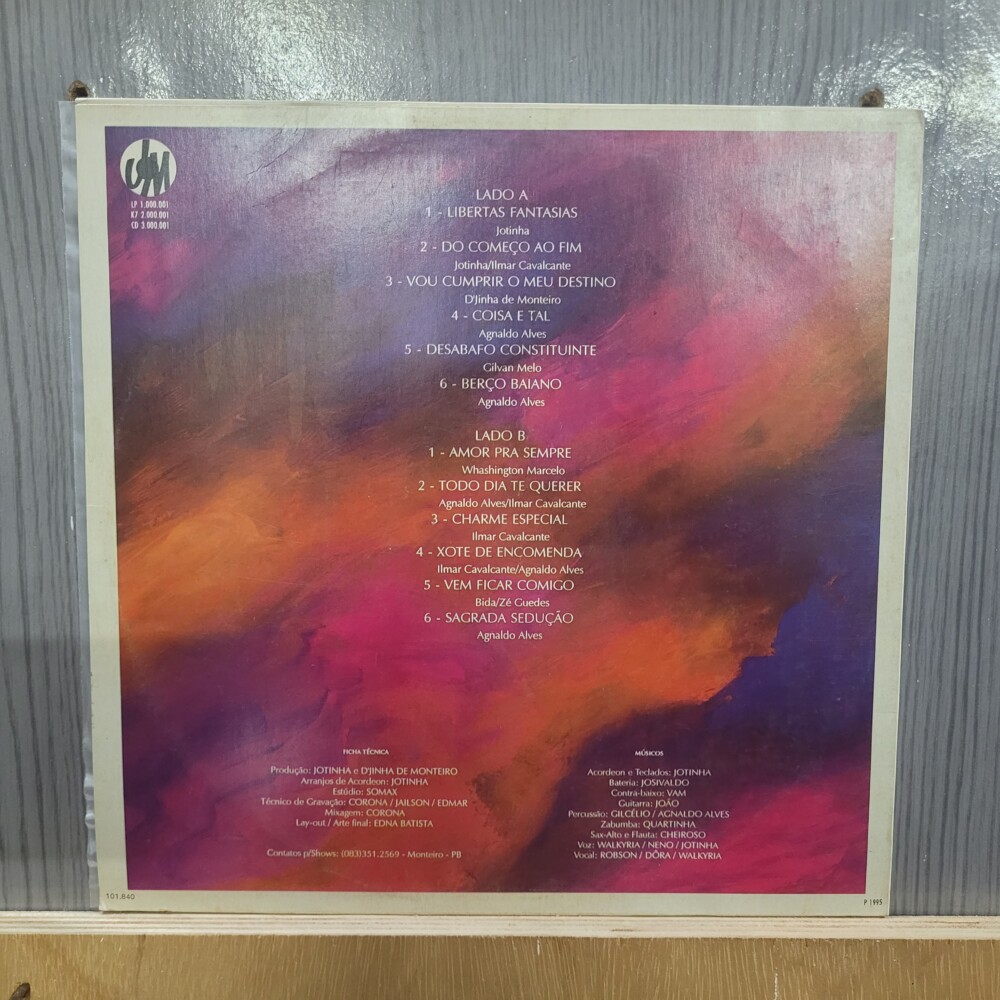 JM
LP 1.000.001
K7 2.000.001
CD 3.000.001
LADO A
1 - LIBERTAS FANTASIAS
Jotinha
2 - DO COMEÇO AO FIM
Jotinha/Ilmar Cavalcante
3 - VOU CUMPRIR O MEU DESTINO
D'Jinha de Monteiro
4 - COISA E TAL
Agnaldo Alves
5 - DESABAFO CONSTITUINTE
Gilvan Melo
6 - BERÇO BAIANO
Agnaldo Alves
LADO B
1 - AMOR PRA SEMPRE
Whashington Marcelo
2 - TODO DIA TE QUERER
Agnaldo Alves/Ilmar Cavalcante
3 - CHARME ESPECIAL
Ilmar Cavalcante
4 - XOTE DE ENCOMENDA
Ilmar Cavalcante/Agnaldo Alves
5 - VEM FICAR COMIGO
Bida/Zé Guedes
6 - SAGRADA SEDUÇÃO
Agnaldo Alves
FICHA TÉCNICA
Produção: JOTINHA e D'JINHA DE MONTEIRO
Arranjos de Acordeon: JOTINHA
Estúdio: SOMAX
Técnico de Gravação: CORONA / JAILSON / EDMAR
Mixagem: CORONA
Lay-out / Arte final: EDNA BATISTA
Contatos p/Shows: (083)351.2569 - Monteiro - PB
MÚSICOS
Acordeon e Teclados: JOTINHA
Bateria: JOSIVALDO
Contra-baixo: VAM
Guitarra: JOÃO
Percussão: GILCÉLIO / AGNALDO ALVES
Zabumba: QUARTINHA
Sax-Alto e Flauta: CHEIROSO
Voz: WALKYRIA / NENO / JOTINHA
Vocal: ROBSON / DÔRA / WALKYRIA
101.840
P 1995